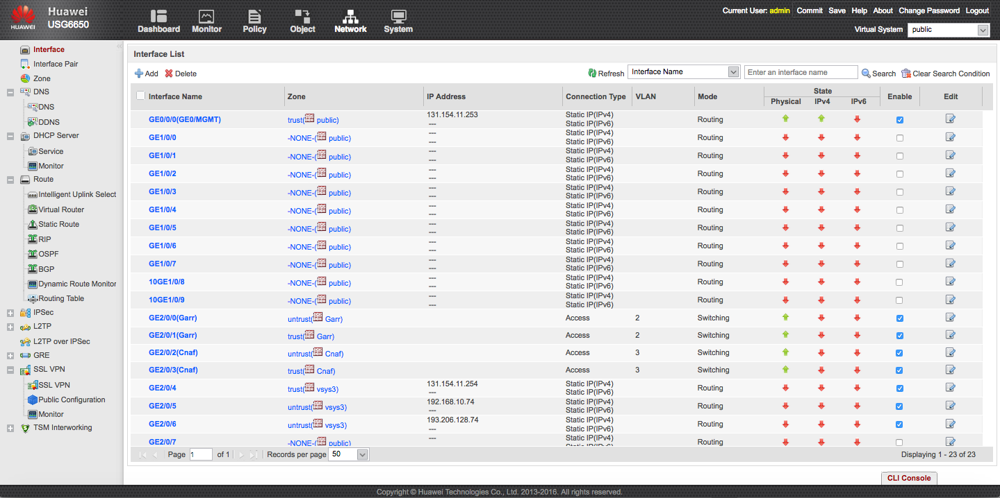 HUAWEI
Huawei
USG6650
Dashboard Monitor Policy Object Network System
Current User: admin Commit Save Help About Change Password Logout
Virtual System public
Interface
Interface Pair
Zone
DNS
DNS
DDNS
DHCP Server
Service
Monitor
Route
Intelligent Uplink Select
Virtual Router
Static Route
RIP
OSPF
BGP
Dynamic Route Monitor
Routing Table
IPSec
L2TP
L2TP over IPSec
GRE
SSL VPN
SSL VPN
Public Configuration
Monitor
TSM Interworking
Interface List
Add Delete Refresh Interface Name Enter an interface name Search Clear Search Condition
Interface Name Zone IP Address Connection Type VLAN Mode State Enable Edit
Physical IPv4 IPv6
GE0/0/0(GE0/MGMT) trust( public) 131.154.11.253 Static IP(IPv4) Routing
--- Static IP(IPv6)
GE1/0/0 -NONE-( public) --- Static IP(IPv4) Routing
--- Static IP(IPv6)
GE1/0/1 -NONE-( public) --- Static IP(IPv4) Routing
--- Static IP(IPv6)
GE1/0/2 -NONE-( public) --- Static IP(IPv4) Routing
--- Static IP(IPv6)
GE1/0/3 -NONE-( public) --- Static IP(IPv4) Routing
--- Static IP(IPv6)
GE1/0/4 -NONE-( public) --- Static IP(IPv4) Routing
--- Static IP(IPv6)
GE1/0/5 -NONE-( public) --- Static IP(IPv4) Routing
--- Static IP(IPv6)
GE1/0/6 -NONE-( public) --- Static IP(IPv4) Routing
--- Static IP(IPv6)
GE1/0/7 -NONE-( public) --- Static IP(IPv4) Routing
--- Static IP(IPv6)
10GE1/0/8 -NONE-( public) --- Static IP(IPv4) Routing
--- Static IP(IPv6)
10GE1/0/9 -NONE-( public) --- Static IP(IPv4) Routing
--- Static IP(IPv6)
GE2/0/0(Garr) untrust( Garr) Access 2 Switching
GE2/0/1(Garr) trust( Garr) Access 2 Switching
GE2/0/2(Cnaf) untrust( Cnaf) Access 3 Switching
GE2/0/3(Cnaf) trust( Cnaf) Access 3 Switching
GE2/0/4 trust( vsys3) 131.154.11.254 Static IP(IPv4) Routing
--- Static IP(IPv6)
GE2/0/5 untrust( vsys3) 192.168.10.74 Static IP(IPv4) Routing
--- Static IP(IPv6)
GE2/0/6 untrust( vsys3) 193.206.128.74 Static IP(IPv4) Routing
--- Static IP(IPv6)
GE2/0/7 -NONE-( public) --- Static IP(IPv4) Routing
Static IP(IPv6)
Page 1 of 1 Records per page 50 Displaying 1 - 23 of 23
CLI Console
Copyright © Huawei Technologies Co., Ltd. 2013-2016. All rights reserved.